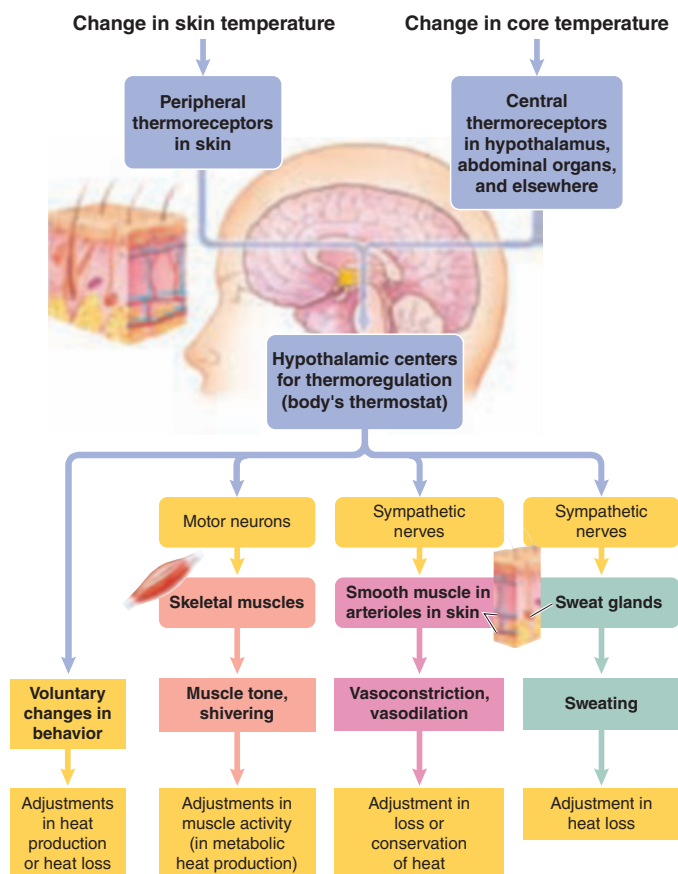 Change in skin temperature
Change in core temperature
Peripheral
thermoreceptors
in skin
Central
thermoreceptors
in hypothalamus,
abdominal organs,
and elsewhere
Hypothalamic centers
for thermoregulation
(body's thermostat)
Motor neurons
Sympathetic
nerves
Sympathetic
nerves
Skeletal muscles
Smooth muscle in
arterioles in skin
Sweat glands
Voluntary
changes in
behavior
Muscle tone,
shivering
Vasoconstriction,
vasodilation
Sweating
Adjustments
in heat
production
or heat loss
Adjustments in
muscle activity
(in metabolic
heat production)
Adjustment in
loss or
conservation
of heat
Adjustment in
heat loss